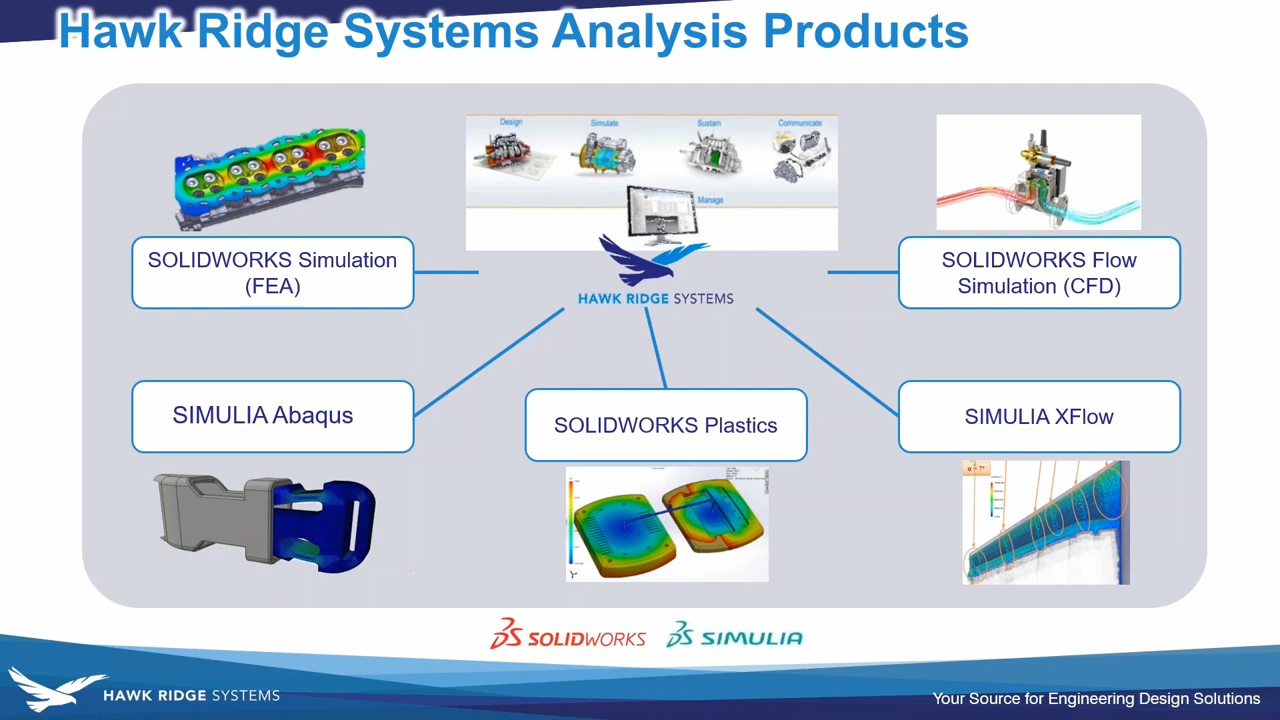 Hawk Ridge Systems Analysis Products
Design
Simulate
Sustain
Communicate
Manage
SOLIDWORKS Simulation
(FEA)
HAWK RIDGE SYSTEMS
SOLIDWORKS Flow
Simulation (CFD)
SIMULIA Abaqus
SOLIDWORKS Plastics
SIMULIA XFlow
SOLIDWORKS
SIMULIA
HAWK RIDGE SYSTEMS
Your Source for Engineering Design Solutions